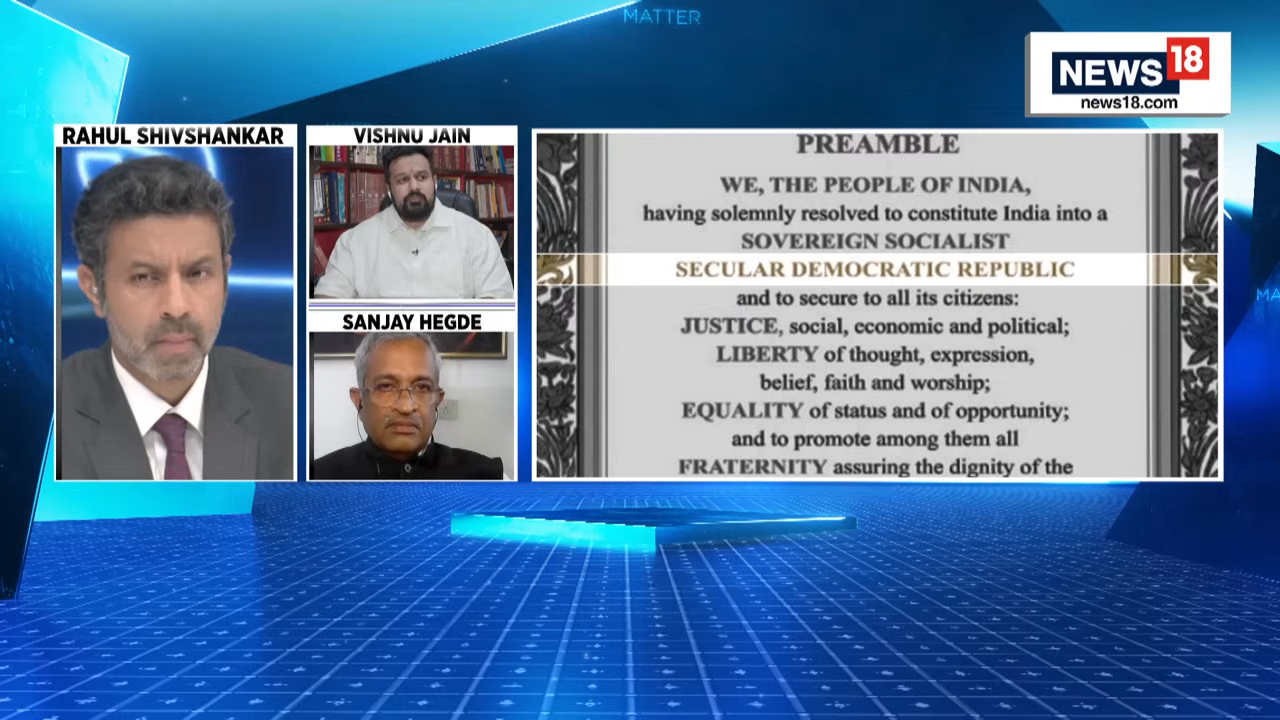 MATTER
NEWS 18
news18.com
RAHUL SHIVSHANKAR
VISHNU JAIN
SANJAY HEGDE
PREAMBLE
WE, THE PEOPLE OF INDIA,
having solemnly resolved to constitute India into a
SOVEREIGN SOCIALIST
SECULAR DEMOCRATIC REPUBLIC
and to secure to all its citizens:
JUSTICE, social, economic and political;
LIBERTY of thought, expression,
belief, faith and worship;
EQUALITY of status and of opportunity;
and to promote among them all
FRATERNITY assuring the dignity of the
MA